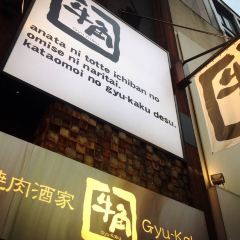 牛角
anata ni totte ichiban no
omise ni naritai.
kataomoi no gyu-kaku desu.
焼肉酒家
牛角
Gyu-Kak